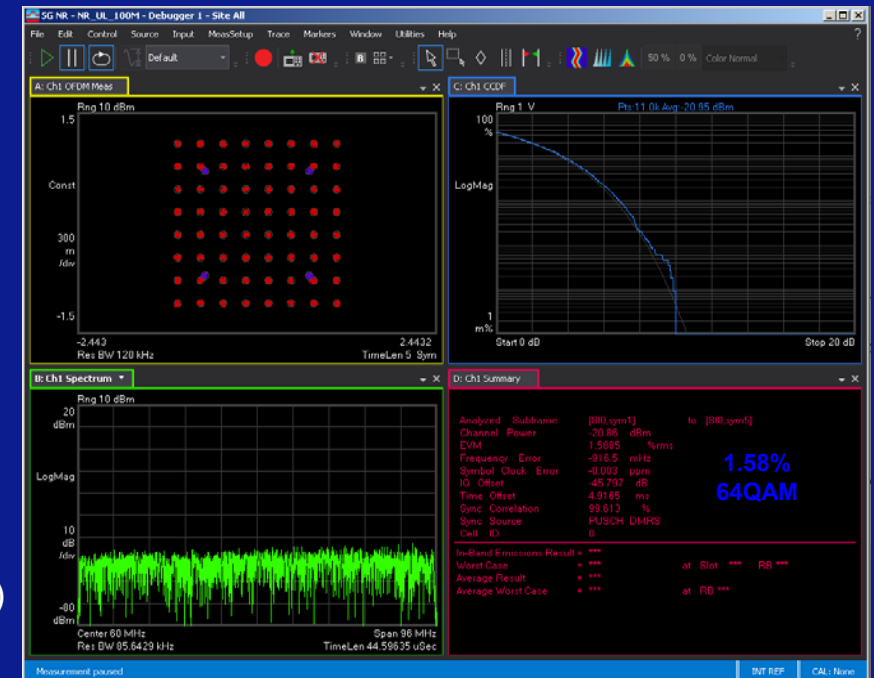 5G NR - NR_UL_100M - Debugger 1 - Site All
File Edit Control Source Input MeasSetup Trace Markers Window Utilities Help
?
Default
50 % 0 % Color Normal
A: Ch1 OFDM Meas
Rng 10 dBm
1.5
Const
300
m
/div
-1.5
-2.443 2.4432
Res BW 120 kHz TimeLen 5 Sym
C: Ch1 CCDF
Rng 1 V Pts:11.0k Avg:-20.95 dBm
100
%
LogMag
1
m%
Start 0 dB Stop 20 dB
B: Ch1 Spectrum
Rng 10 dBm
20
dBm
LogMag
10
dB
/div
-80
dBm
Center 60 MHz Span 96 MHz
Res BW 85.6429 kHz TimeLen 44.59635 uSec
D: Ch1 Summary
Analyzed Subframe [Sl0,sym1] to [Sl0,sym5]
Channel Power -20.86 dBm
EVM 1.5085 %rms
Frequency Error -916.5 mHz
Symbol Clock Error -0.003 ppm
IQ Offset -45.797 dB
Time Offset 4.9165 ms
Sync Correlation 99.613 %
Sync Source PUSCH DMRS
Cell ID 0
1.58%
64QAM
In-Band Emissions Result = ***
Worst Case = *** at Slot *** RB ***
Average Result = ***
Average Worst Case = *** at RB ***
)
Measurement paused INT REF CAL: None